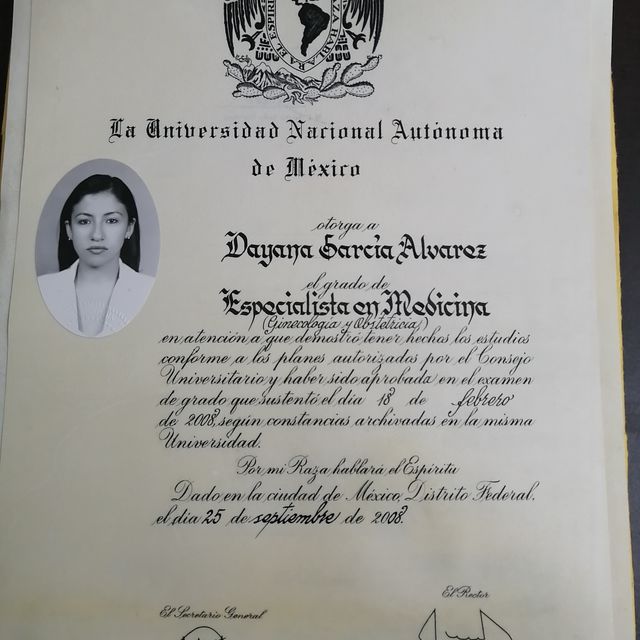 La Universidad Nacional Autónoma
de México
otorga a
Dayana García Alvarez
el grado de
Especialista en Medicina
(Ginecología y Obstetricia)
en atención a que demostró tener hechos los estudios
conforme a los planes autorizados por el Consejo
Universitario y haber sido aprobada en el examen
de grado que sustentó el día 18 de febrero
de 2008, según constancias archivadas en la misma
Universidad.
Por mi Raza hablará el Espíritu
Dado en la ciudad de México, Distrito Federal,
el día 25 de septiembre de 2008.
El Rector
El Secretario General